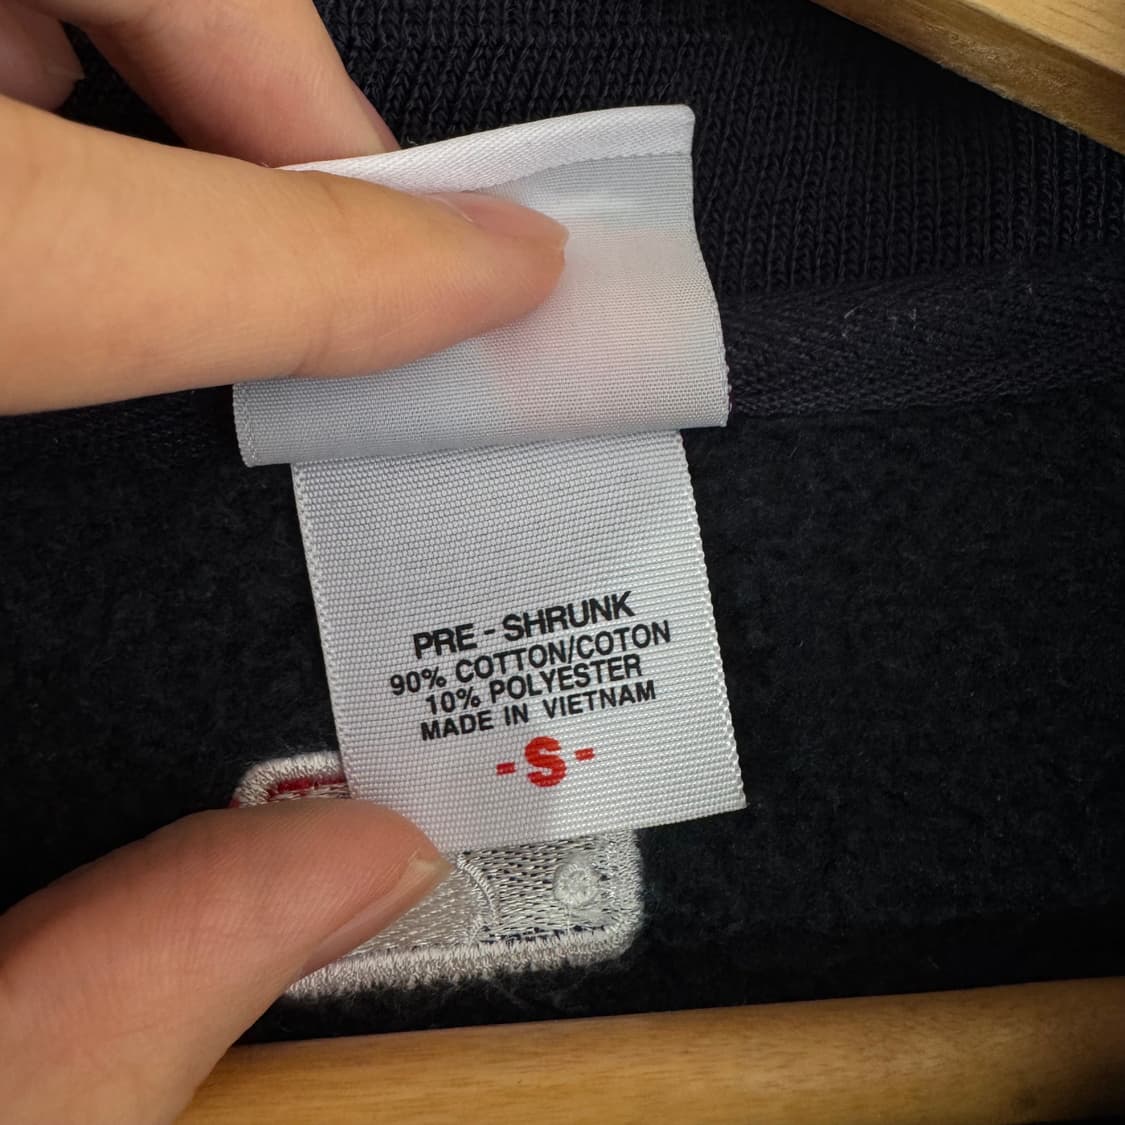 PRE - SHRUNK
90% COTTON/COTON
10% POLYESTER
MADE IN VIETNAM
-S-